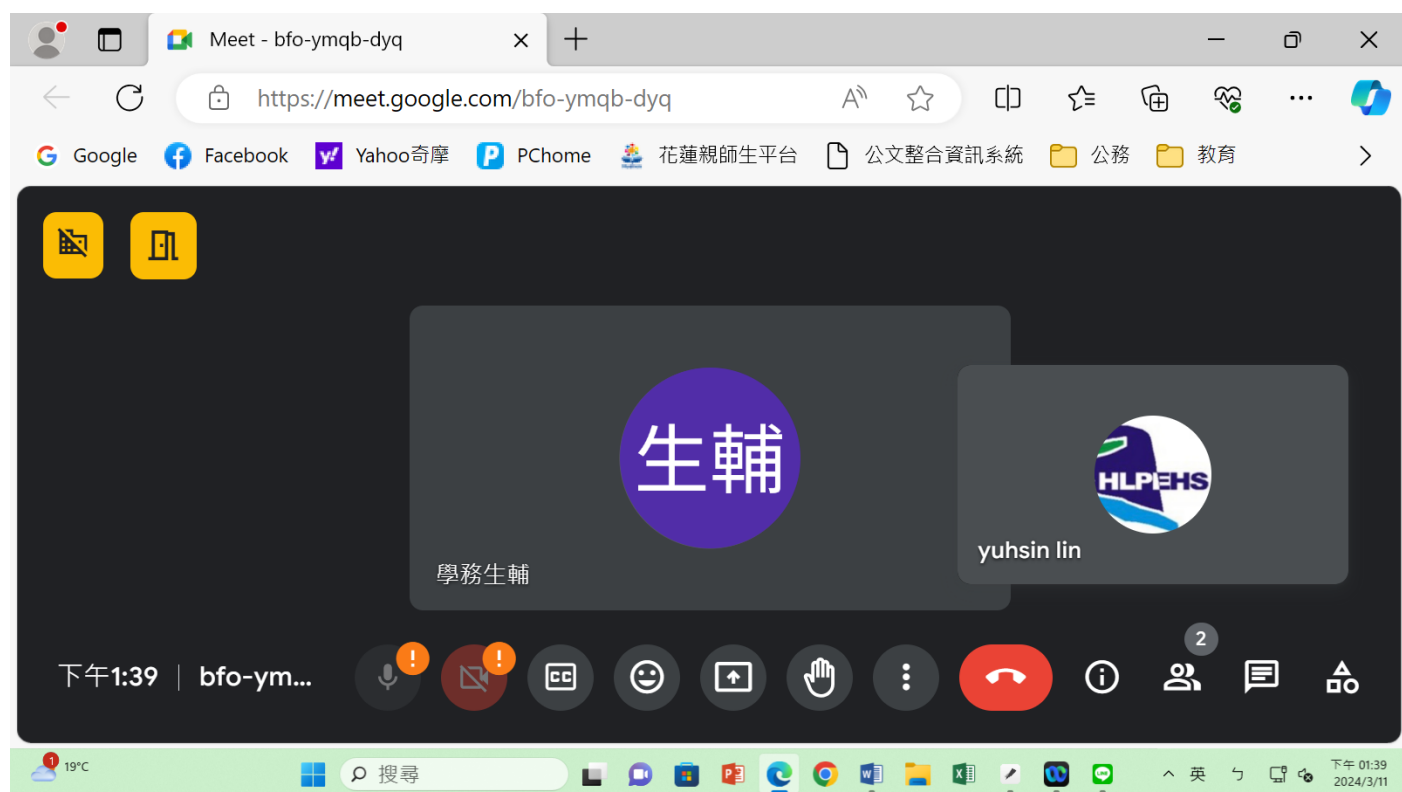 Meet - bfo-ymqb-dyq
https://meet.google.com/bfo-ymqb-dyq
Google Facebook Yahoo奇摩 PChome 花蓮親師生平台 公文整合資訊系統 公務 教育
生輔
HLPEHS
yuhsin lin
學務生輔
2
下午1:39 | bfo-ym...
CC
1
19°C
搜尋
英 ㄅ
下午 01:39
2024/3/11